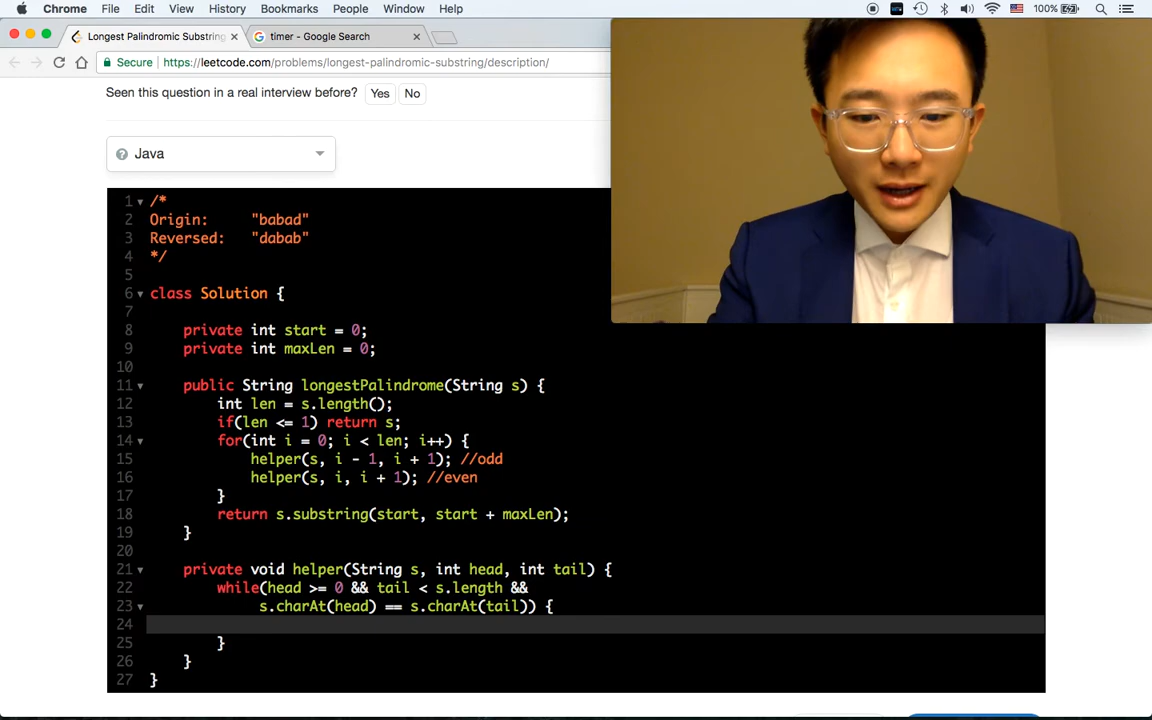 Chrome File Edit View History Bookmarks People Window Help 100%
Longest Palindromic Substring timer - Google Search
Secure https://leetcode.com/problems/longest-palindromic-substring/description/
Seen this question in a real interview before? Yes No
Java
1 /*
2 Origin: "babad"
3 Reversed: "dabab"
4 */
5
6 class Solution {
7
8 private int start = 0;
9 private int maxLen = 0;
10
11 public String longestPalindrome(String s) {
12 int len = s.length();
13 if(len <= 1) return s;
14 for(int i = 0; i < len; i++) {
15 helper(s, i - 1, i + 1); //odd
16 helper(s, i, i + 1); //even
17 }
18 return s.substring(start, start + maxLen);
19 }
20
21 private void helper(String s, int head, int tail) {
22 while(head >= 0 && tail < s.length &&
23 s.charAt(head) == s.charAt(tail)) {
24
25 }
26 }
27 }